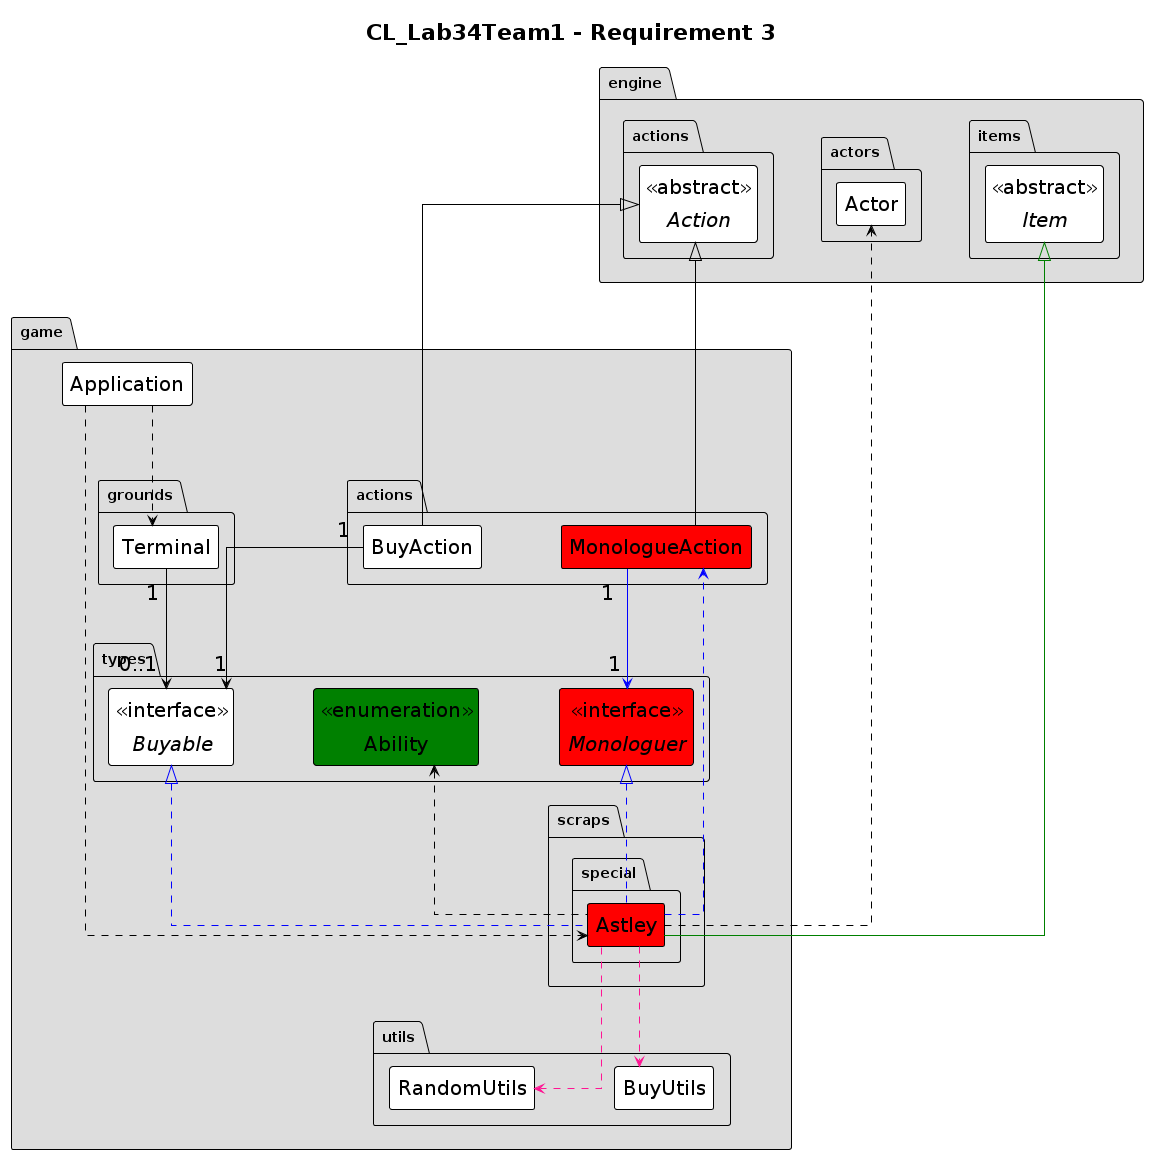 CL_Lab34Team1 - Requirement 3
engine
actions
actors
items
«abstract»
Action
Actor
«abstract»
Item
game
Application
grounds
actions
Terminal
1
BuyAction
MonologueAction
1
1
types
0..1
1
1
«interface»
Buyable
«enumeration»
Ability
«interface»
Monologuer
scraps
special
Astley
utils
RandomUtils
BuyUtils